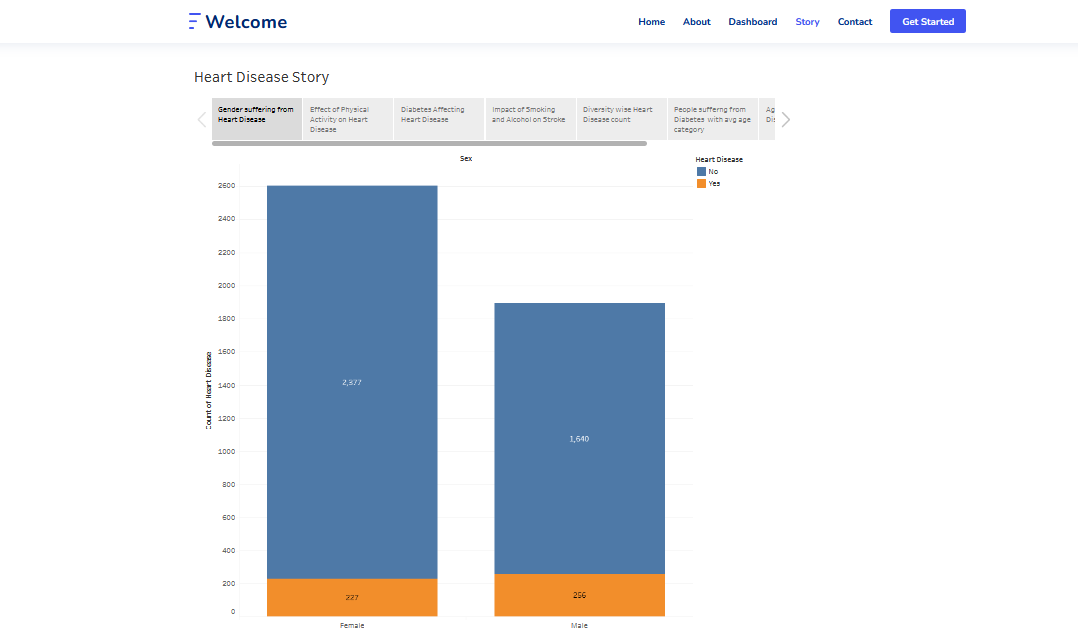 Welcome
Home
About
Dashboard
Story
Contact
Get Started
Heart Disease Story
Gender suffering from
Heart Disease
Effect of Physical
Activity on Heart
Disease
Diabetes Affecting
Heart Disease
Impact of Smoking
and Alcohol on Stroke
Diversity wise Heart
Disease count
People sufferng from
Diabetes with avg age
category
Ag
Dis
Sex
Heart Disease
No
Yes
Count of Heart Disease
2600
2400
2200
2000
1800
1600
1400
1200
1000
800
600
400
200
0
2,377
227
1,640
256
Female
Male